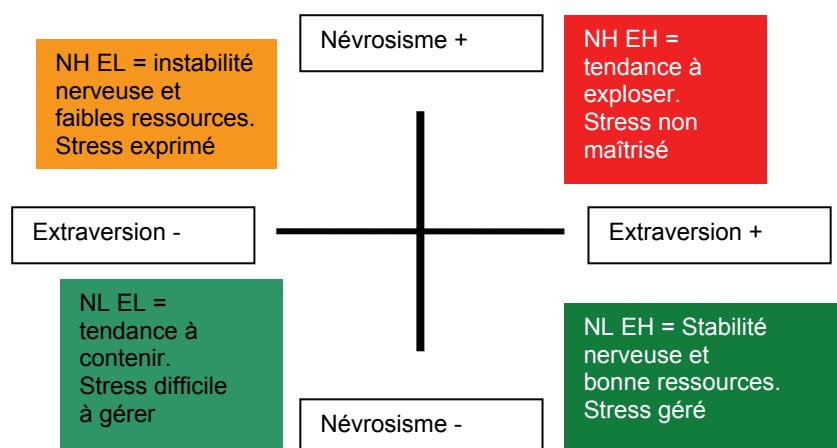 Névrosisme +
NH EL = instabilité
nerveuse et
faibles ressources.
Stress exprimé
NH EH =
tendance à
exploser.
Stress non
maîtrisé
Extraversion -
Extraversion +
NL EL =
tendance à
contenir.
Stress difficile
à gérer
NL EH = Stabilité
nerveuse et
bonne ressources.
Stress géré
Névrosisme -